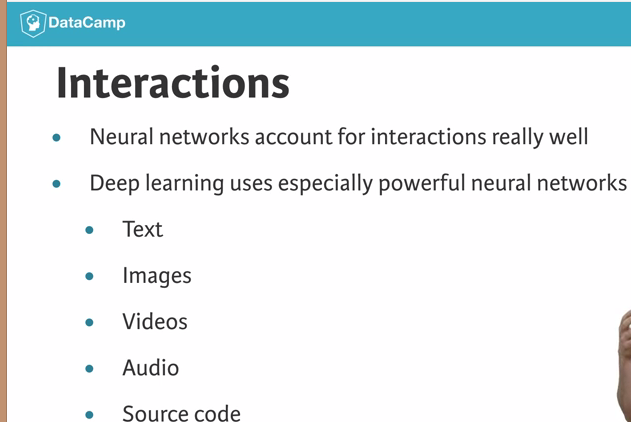 DataCamp
Interactions
Neural networks account for interactions really well
Deep learning uses especially powerful neural networks
Text
Images
Videos
Audio
Source code